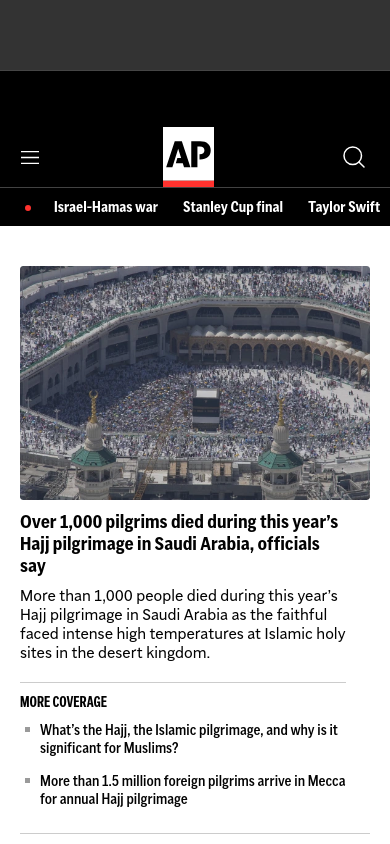 AP
Israel-Hamas war
Stanley Cup final
Taylor Swift
Over 1,000 pilgrims died during this year’s
Hajj pilgrimage in Saudi Arabia, officials
say
More than 1,000 people died during this year’s
Hajj pilgrimage in Saudi Arabia as the faithful
faced intense high temperatures at Islamic holy
sites in the desert kingdom.
MORE COVERAGE
What’s the Hajj, the Islamic pilgrimage, and why is it
significant for Muslims?
More than 1.5 million foreign pilgrims arrive in Mecca
for annual Hajj pilgrimage